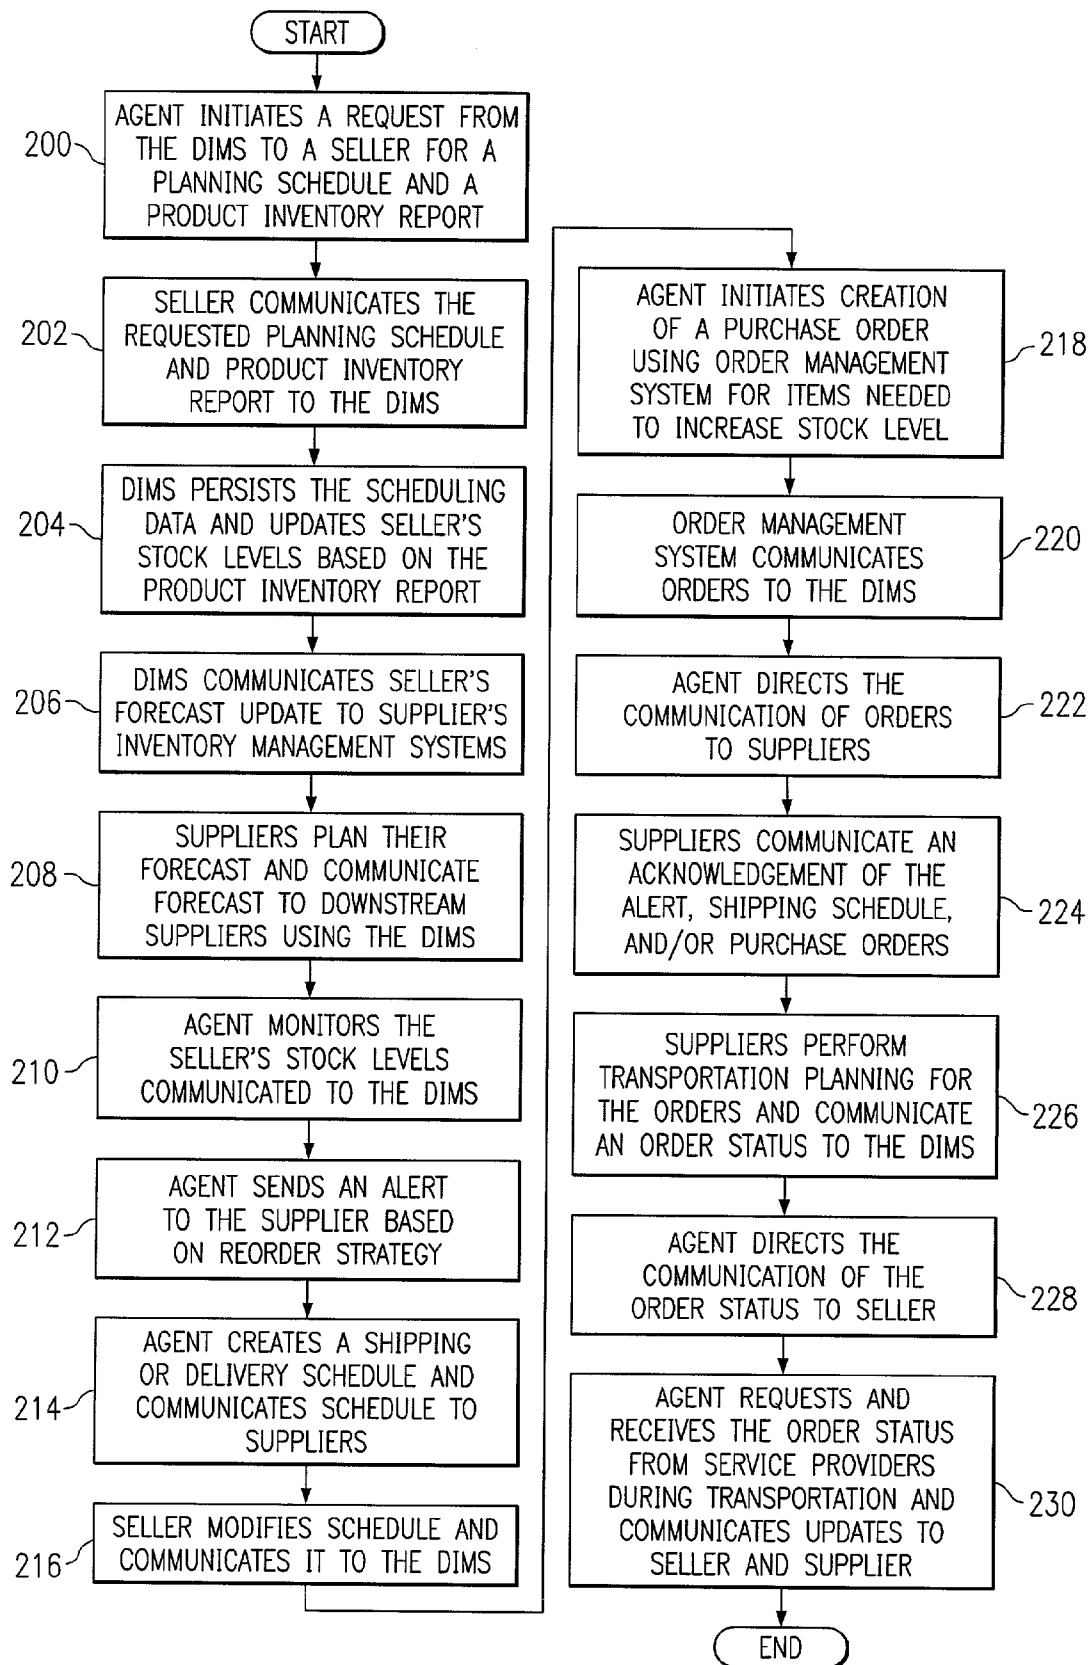 START
200
AGENT INITIATES A REQUEST FROM
THE DIMS TO A SELLER FOR A
PLANNING SCHEDULE AND A
PRODUCT INVENTORY REPORT
202
SELLER COMMUNICATES THE
REQUESTED PLANNING SCHEDULE
AND PRODUCT INVENTORY
REPORT TO THE DIMS
204
DIMS PERSISTS THE SCHEDULING
DATA AND UPDATES SELLER'S
STOCK LEVELS BASED ON THE
PRODUCT INVENTORY REPORT
206
DIMS COMMUNICATES SELLER'S
FORECAST UPDATE TO SUPPLIER'S
INVENTORY MANAGEMENT SYSTEMS
208
SUPPLIERS PLAN THEIR
FORECAST AND COMMUNICATE
FORECAST TO DOWNSTREAM
SUPPLIERS USING THE DIMS
210
AGENT MONITORS THE
SELLER'S STOCK LEVELS
COMMUNICATED TO THE DIMS
212
AGENT SENDS AN ALERT
TO THE SUPPLIER BASED
ON REORDER STRATEGY
214
AGENT CREATES A SHIPPING
OR DELIVERY SCHEDULE AND
COMMUNICATES SCHEDULE TO
SUPPLIERS
216
SELLER MODIFIES SCHEDULE AND
COMMUNICATES IT TO THE DIMS
AGENT INITIATES CREATION
OF A PURCHASE ORDER
USING ORDER MANAGEMENT
SYSTEM FOR ITEMS NEEDED
TO INCREASE STOCK LEVEL
218
ORDER MANAGEMENT
SYSTEM COMMUNICATES
ORDERS TO THE DIMS
220
AGENT DIRECTS THE
COMMUNICATION OF ORDERS
TO SUPPLIERS
222
SUPPLIERS COMMUNICATE AN
ACKNOWLEDGEMENT OF THE
ALERT, SHIPPING SCHEDULE,
AND/OR PURCHASE ORDERS
224
SUPPLIERS PERFORM
TRANSPORTATION PLANNING FOR
THE ORDERS AND COMMUNICATE
AN ORDER STATUS TO THE DIMS
226
AGENT DIRECTS THE
COMMUNICATION OF THE
ORDER STATUS TO SELLER
228
AGENT REQUESTS AND
RECEIVES THE ORDER STATUS
FROM SERVICE PROVIDERS
DURING TRANSPORTATION AND
COMMUNICATES UPDATES TO
SELLER AND SUPPLIER
230
END